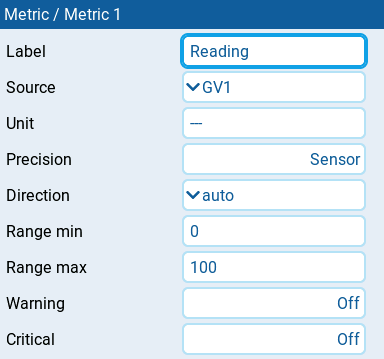 Metric / Metric 1
Label Reading
Source GV1
Unit ---
Precision Sensor
Direction auto
Range min 0
Range max 100
Warning Off
Critical Off